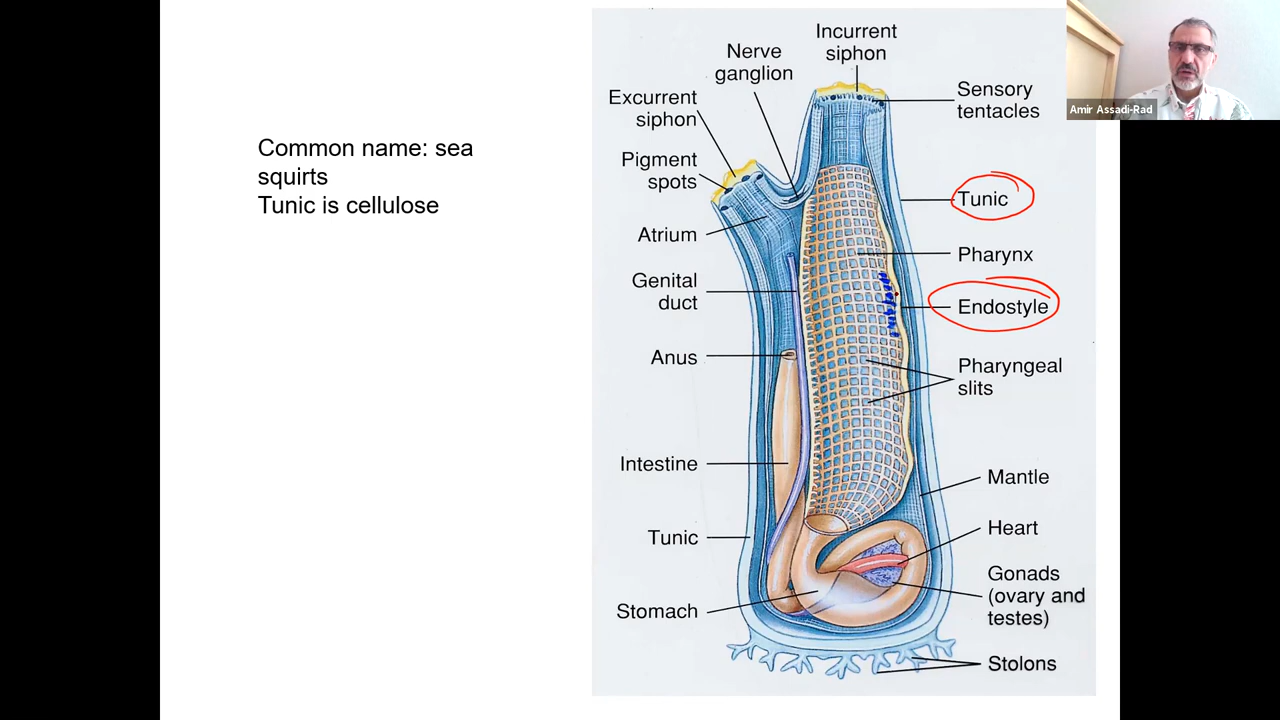 Common name: sea
squirts
Tunic is cellulose
Incurrent
siphon
Nerve
ganglion
Excurrent
siphon
Pigment
spots
Atrium
Genital
duct
Anus
Intestine
Tunic
Stomach
Sensory
tentacles
Tunic
Pharynx
Endostyle
Pharyngeal
slits
Mantle
Heart
Gonads
(ovary and
testes)
Stolons
Amir Assadi-Rad